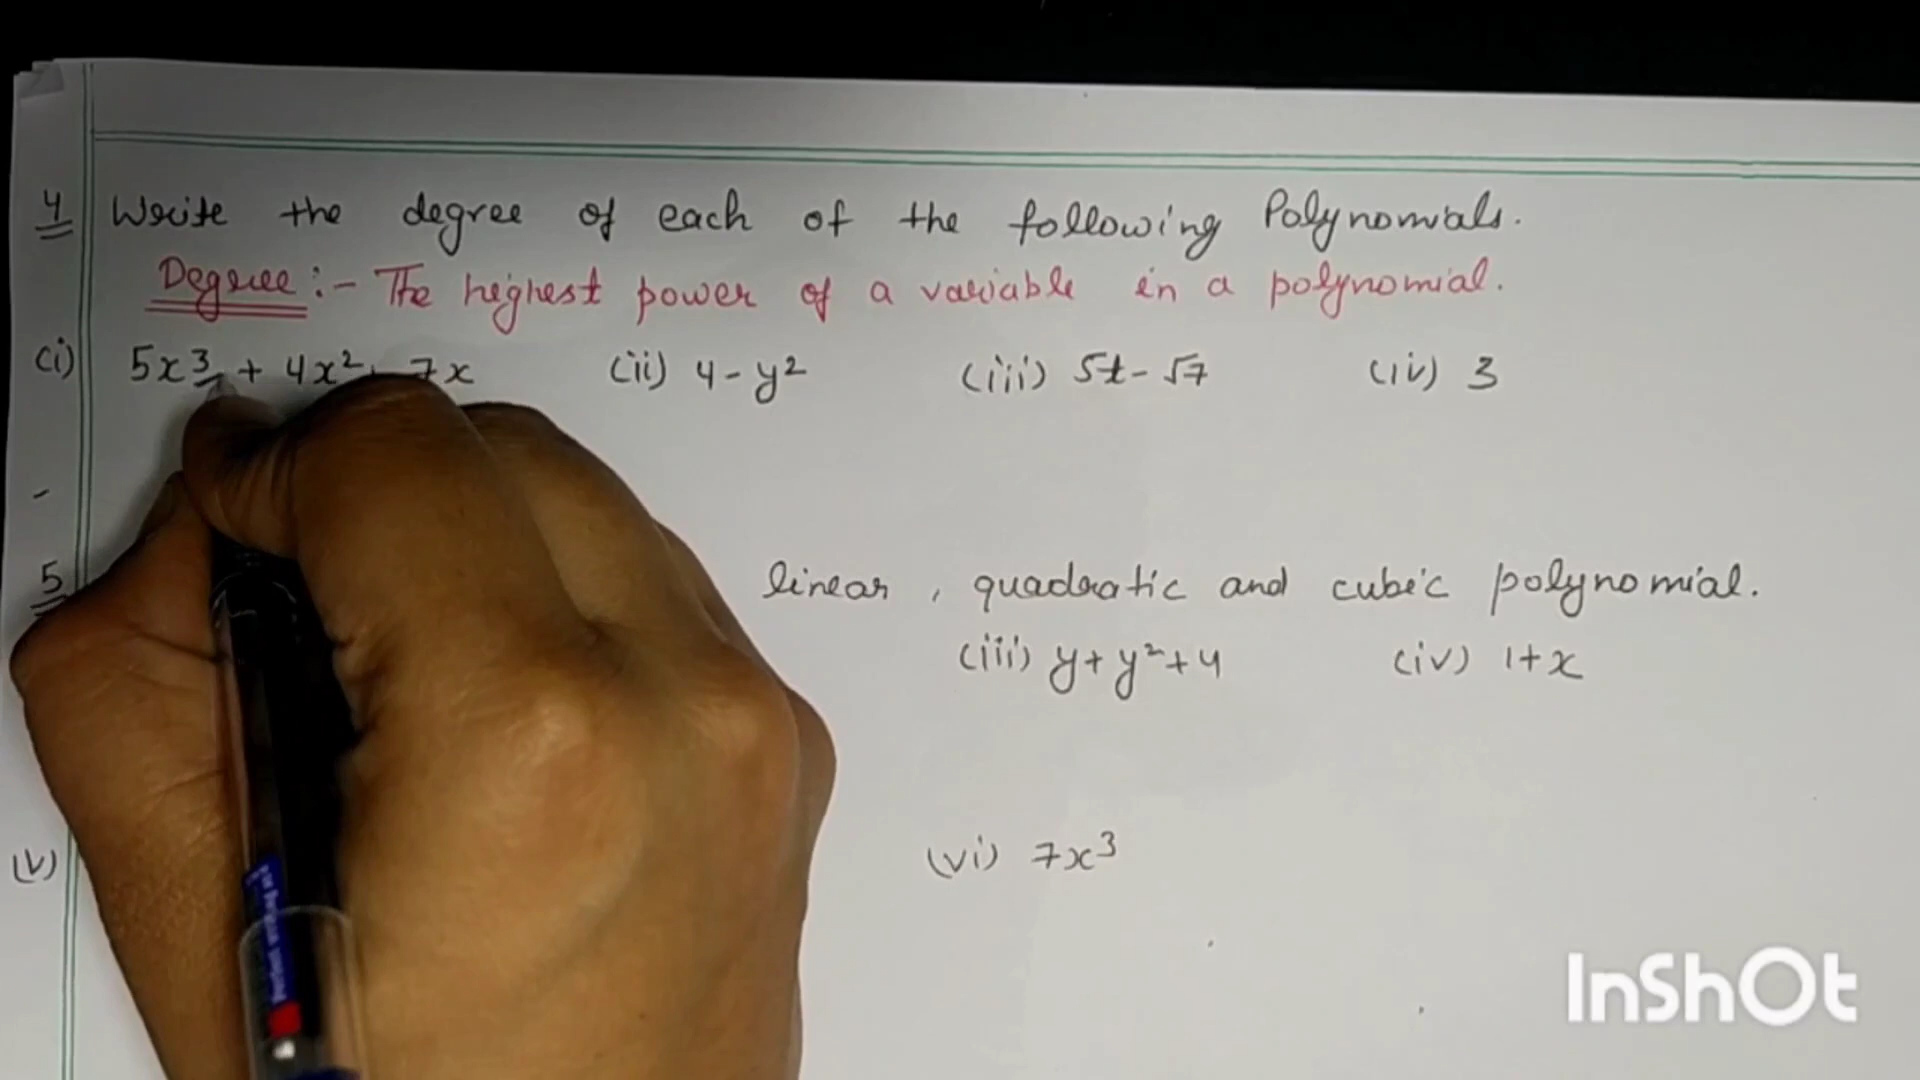 4 Write the degree of each of the following Polynomials.
Degree :- The highest power of a variable in a polynomial.
(i) 5x³ + 4x² + 7x (ii) 4 - y² (iii) 5t - √7 (iv) 3
5 linear , quadratic and cubic polynomial.
(iii) y + y² + 4 (iv) 1 + x
(v) (vi) 7x³
InShOt